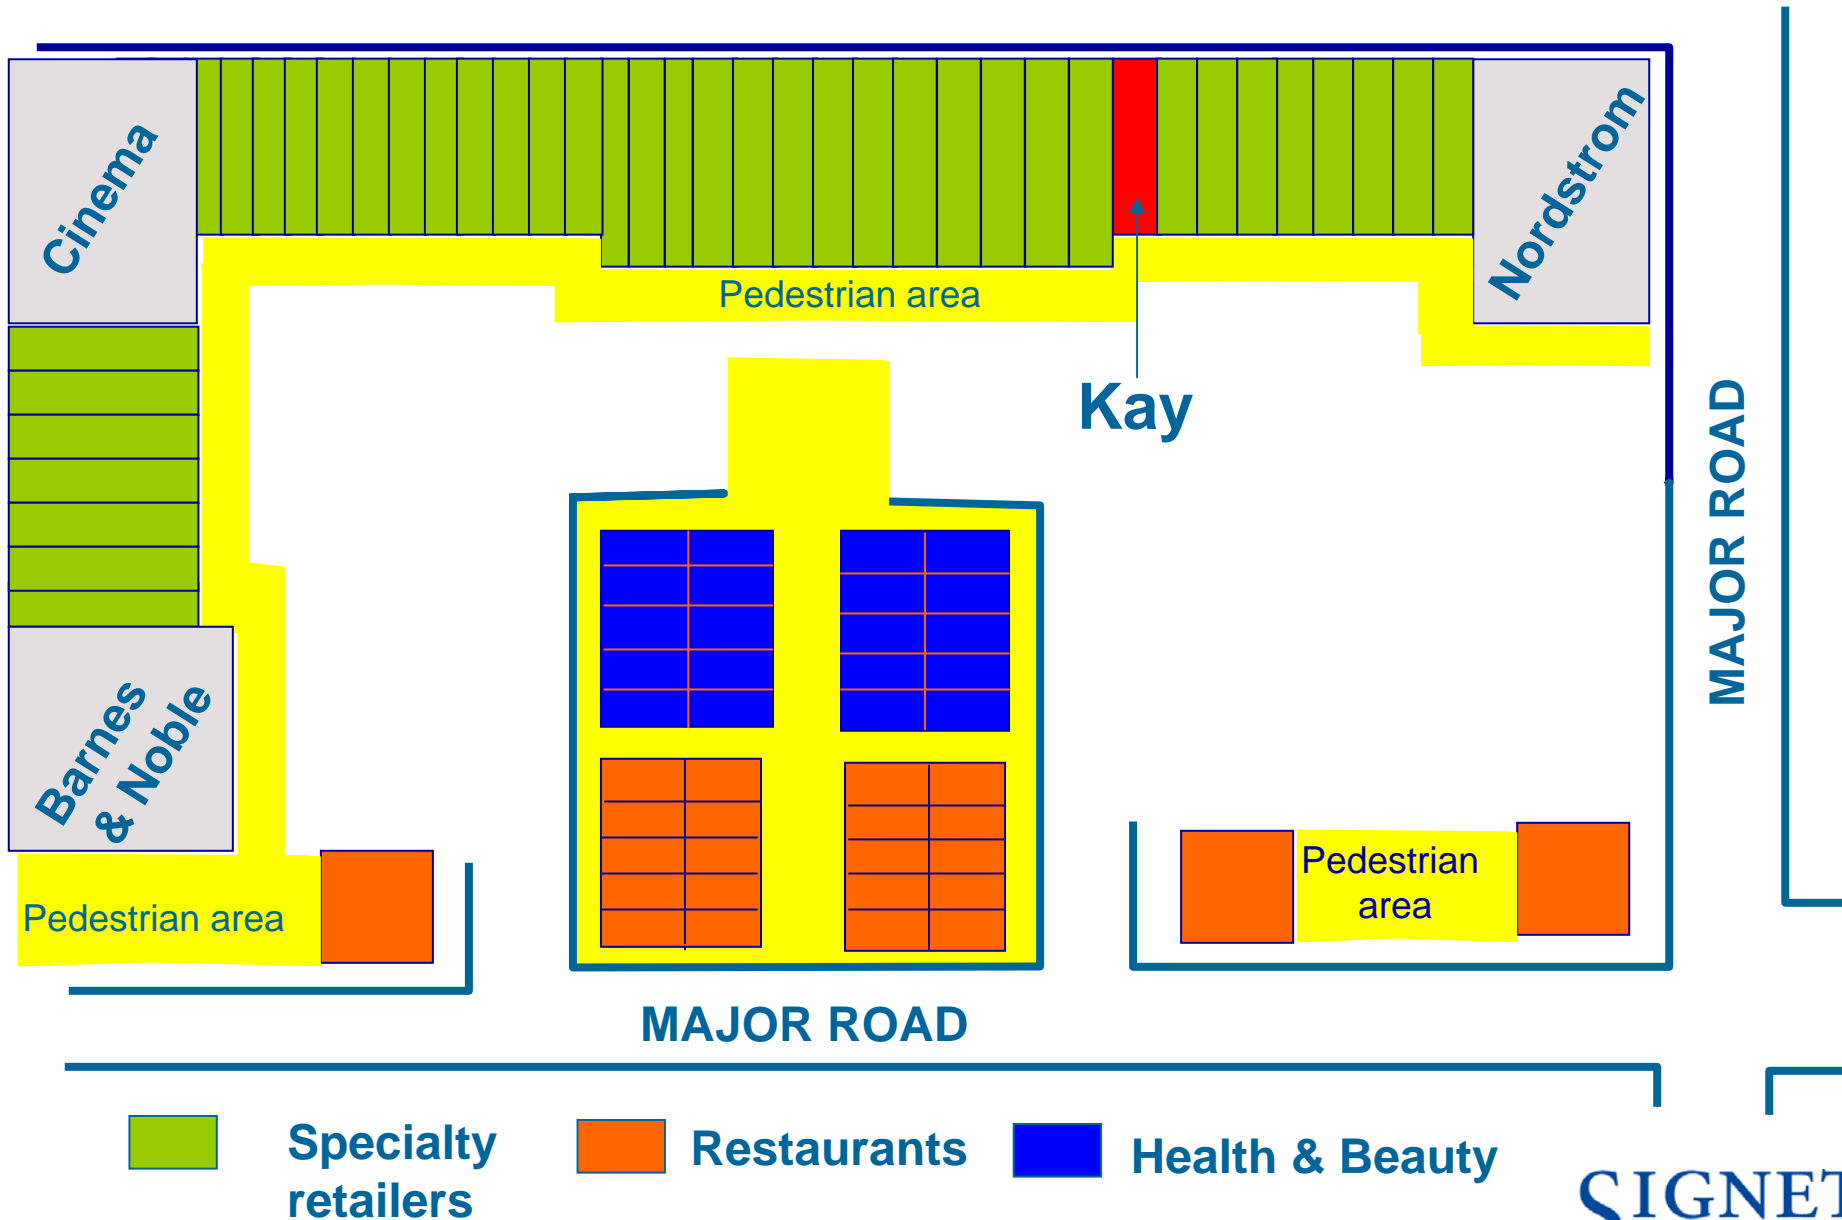 Cinema
Nordstrom
Pedestrian area
Kay
MAJOR ROAD
Barnes
& Noble
Pedestrian area
Pedestrian
area
MAJOR ROAD
Specialty
retailers
Restaurants
Health & Beauty
SIGNET